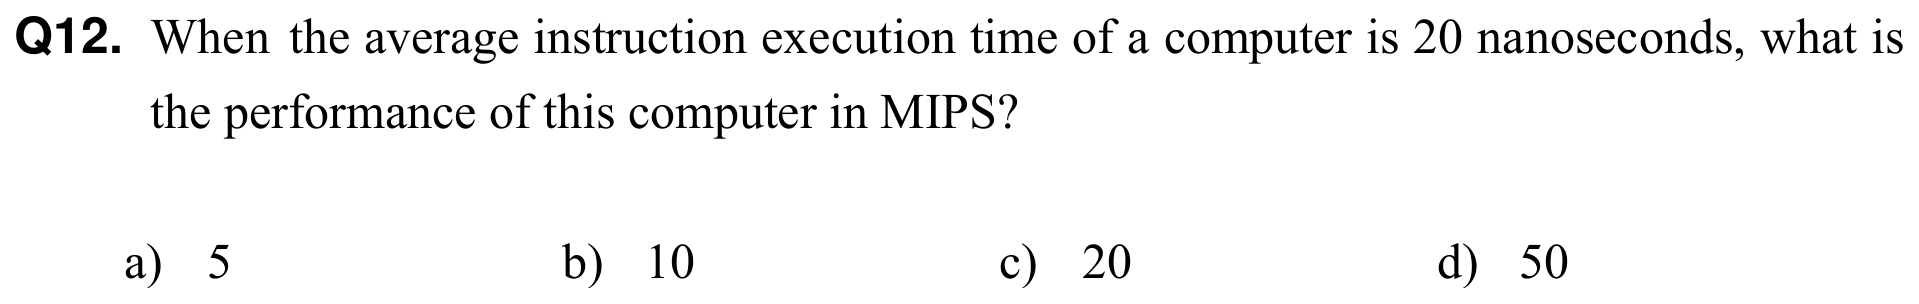 Q12. When the average instruction execution time of a computer is 20 nanoseconds, what is
the performance of this computer in MIPS?
a) 5 b) 10 c) 20 d) 50